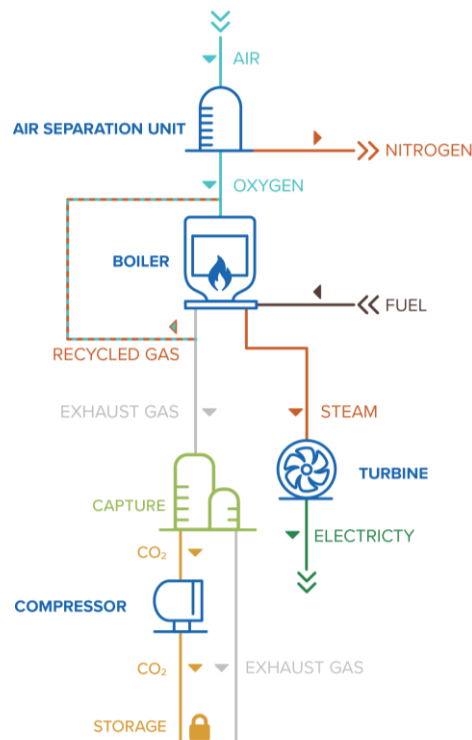 AIR
AIR SEPARATION UNIT
NITROGEN
OXYGEN
BOILER
FUEL
RECYCLED GAS
EXHAUST GAS
STEAM
TURBINE
CAPTURE
ELECTRICTY
CO₂
COMPRESSOR
CO₂
EXHAUST GAS
STORAGE